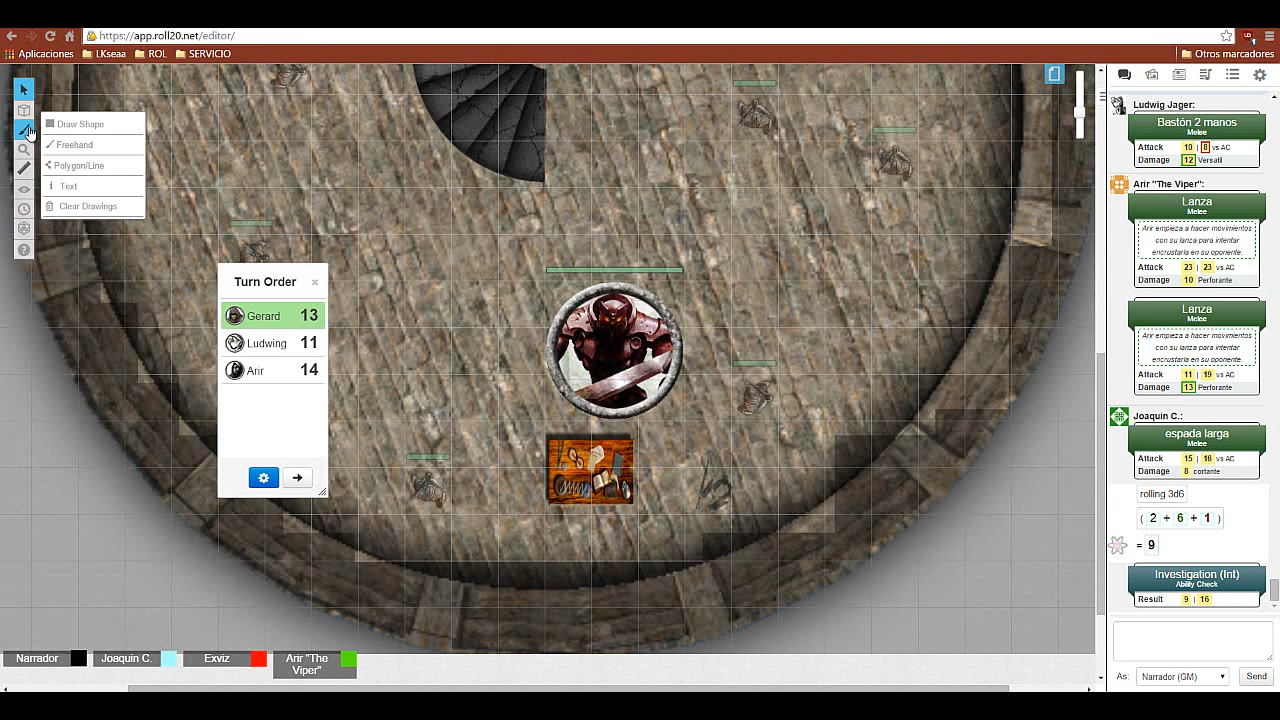 https://app.roll20.net/editor/
Aplicaciones
LKseaa
ROL
SERVICIO
Otros marcadores
Draw Shape
Freehand
Polygon/Line
Text
Clear Drawings
Turn Order
×
Gerard 13
Ludwing 11
Arir 14
Ludwig Jager:
Bastón 2 manos
Melee
Attack 10 | 8 vs AC
Damage 12 Versatil
Arir "The Viper":
Lanza
Melee
Arir empieza a hacer movimientos
con su lanza para intentar
encrustarla en su oponente.
Attack 23 | 23 vs AC
Damage 10 Perforante
Lanza
Melee
Arir empieza a hacer movimientos
con su lanza para intentar
encrustarla en su oponente.
Attack 11 | 19 vs AC
Damage 13 Perforante
Joaquin C.:
espada larga
Melee
Attack 15 | 16 vs AC
Damage 8 cortante
rolling 3d6
( 2 + 6 + 1 )
= 9
Investigation (Int)
Ability Check
Result 9 | 16
As: Narrador (GM) Send
Narrador
Joaquin C.
Exviz
Arir "The
Viper"